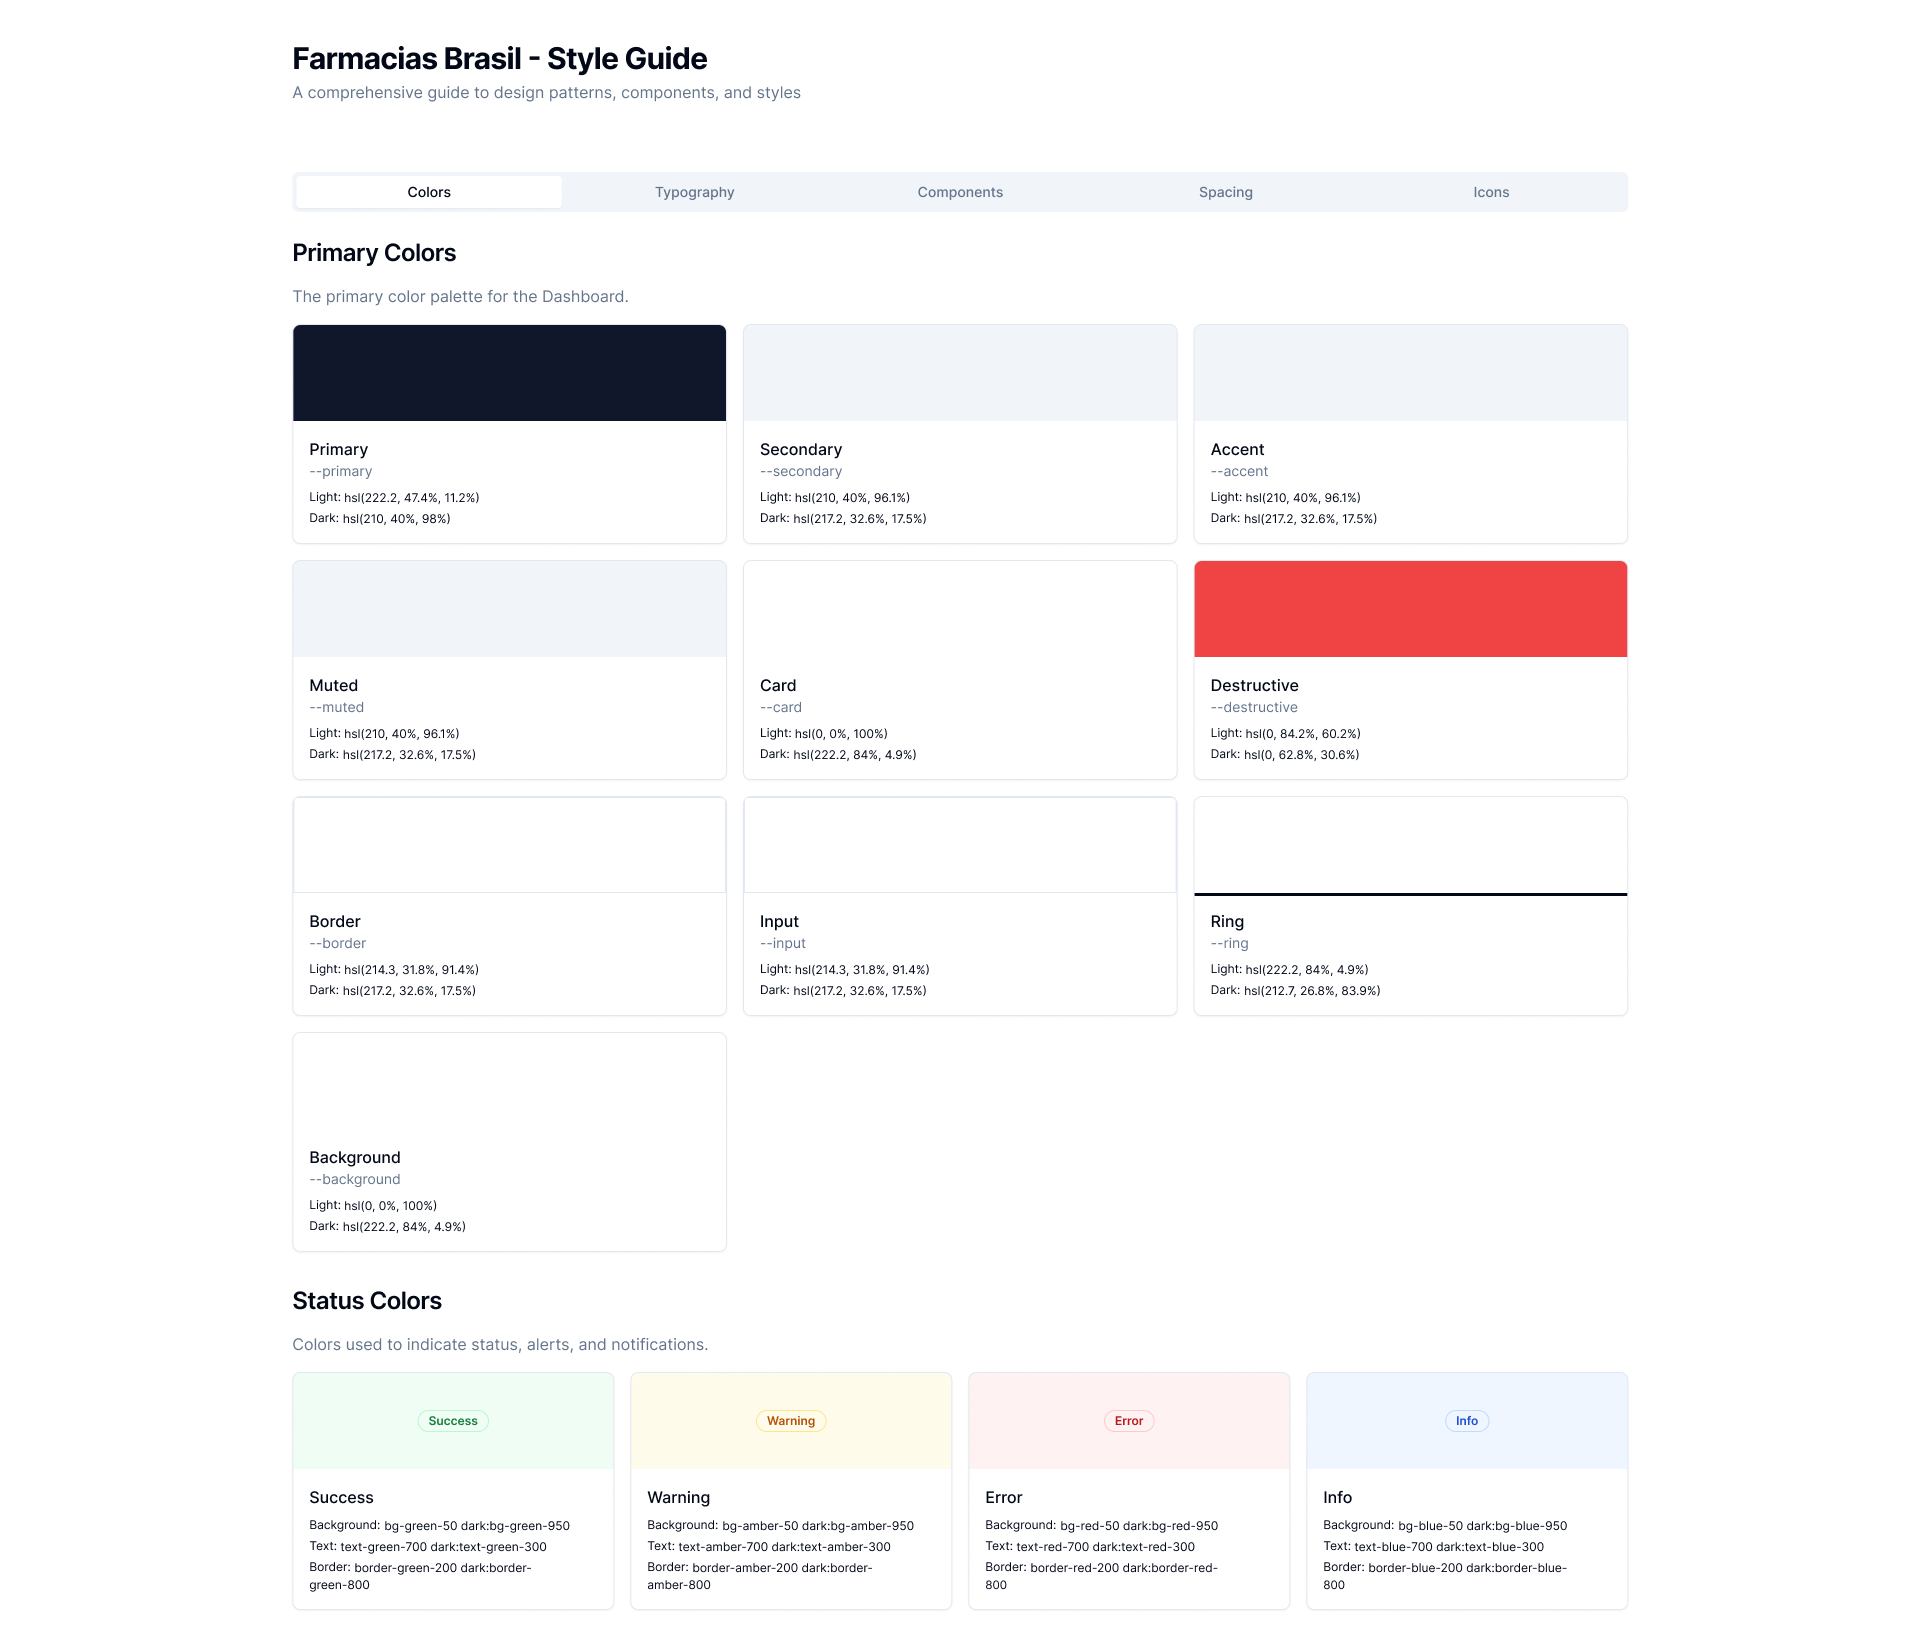 Farmacias Brasil - Style Guide
A comprehensive guide to design patterns, components, and styles
Colors
Typography
Components
Spacing
Icons
Primary Colors
The primary color palette for the Dashboard.
Primary
--primary
Light: hsl(222.2, 47.4%, 11.2%)
Dark: hsl(210, 40%, 98%)
Secondary
--secondary
Light: hsl(210, 40%, 96.1%)
Dark: hsl(217.2, 32.6%, 17.5%)
Accent
--accent
Light: hsl(210, 40%, 96.1%)
Dark: hsl(217.2, 32.6%, 17.5%)
Muted
--muted
Light: hsl(210, 40%, 96.1%)
Dark: hsl(217.2, 32.6%, 17.5%)
Card
--card
Light: hsl(0, 0%, 100%)
Dark: hsl(222.2, 84%, 4.9%)
Destructive
--destructive
Light: hsl(0, 84.2%, 60.2%)
Dark: hsl(0, 62.8%, 30.6%)
Border
--border
Light: hsl(214.3, 31.8%, 91.4%)
Dark: hsl(217.2, 32.6%, 17.5%)
Input
--input
Light: hsl(214.3, 31.8%, 91.4%)
Dark: hsl(217.2, 32.6%, 17.5%)
Ring
--ring
Light: hsl(222.2, 84%, 4.9%)
Dark: hsl(212.7, 26.8%, 83.9%)
Background
--background
Light: hsl(0, 0%, 100%)
Dark: hsl(222.2, 84%, 4.9%)
Status Colors
Colors used to indicate status, alerts, and notifications.
Success
Success
Background: bg-green-50 dark:bg-green-950
Text: text-green-700 dark:text-green-300
Border: border-green-200 dark:border-
green-800
Warning
Warning
Background: bg-amber-50 dark:bg-amber-950
Text: text-amber-700 dark:text-amber-300
Border: border-amber-200 dark:border-
amber-800
Error
Error
Background: bg-red-50 dark:bg-red-950
Text: text-red-700 dark:text-red-300
Border: border-red-200 dark:border-red-
800
Info
Info
Background: bg-blue-50 dark:bg-blue-950
Text: text-blue-700 dark:text-blue-300
Border: border-blue-200 dark:border-blue-
800